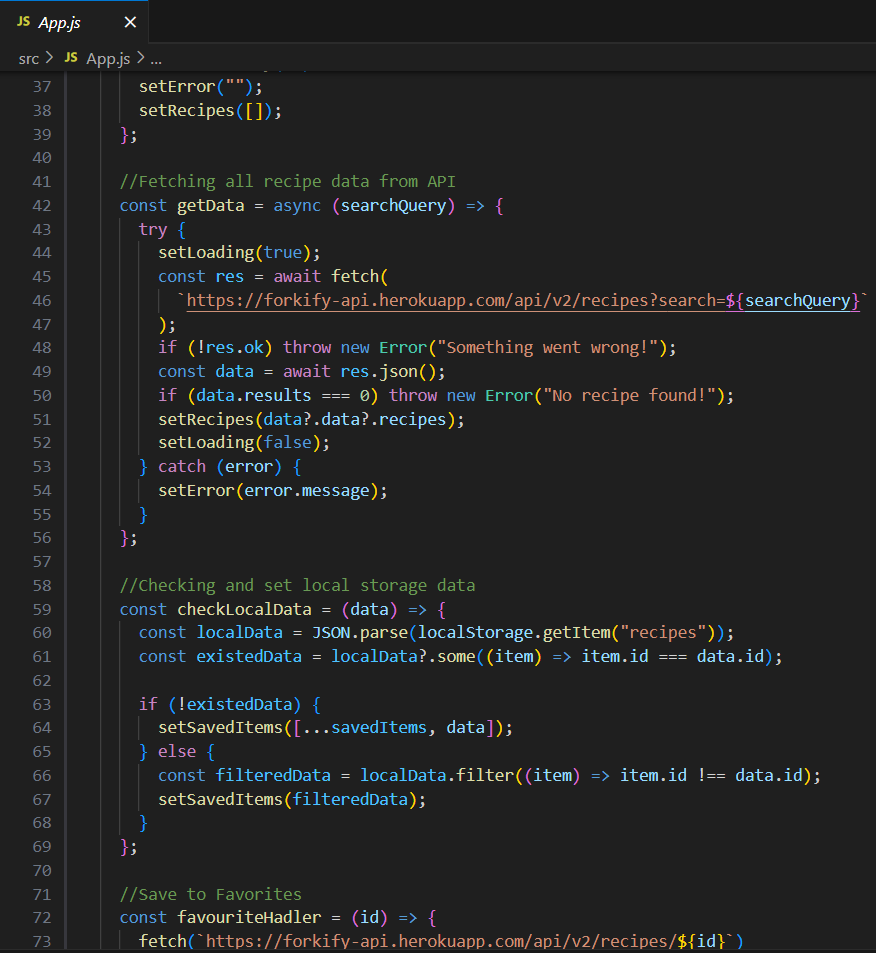 JS App.js ×
src > JS App.js > ...
37 setError("");
38 setRecipes([]);
39 };
40
41 //Fetching all recipe data from API
42 const getData = async (searchQuery) => {
43 try {
44 setLoading(true);
45 const res = await fetch(
46 `https://forkify-api.herokuapp.com/api/v2/recipes?search=${searchQuery}`
47 );
48 if (!res.ok) throw new Error("Something went wrong!");
49 const data = await res.json();
50 if (data.results === 0) throw new Error("No recipe found!");
51 setRecipes(data?.data?.recipes);
52 setLoading(false);
53 } catch (error) {
54 setError(error.message);
55 }
56 };
57
58 //Checking and set local storage data
59 const checkLocalData = (data) => {
60 const localData = JSON.parse(localStorage.getItem("recipes"));
61 const existedData = localData?.some((item) => item.id === data.id);
62
63 if (!existedData) {
64 setSavedItems([...savedItems, data]);
65 } else {
66 const filteredData = localData.filter((item) => item.id !== data.id);
67 setSavedItems(filteredData);
68 }
69 };
70
71 //Save to Favorites
72 const favouriteHadler = (id) => {
73 fetch(`https://forkify-api.herokuapp.com/api/v2/recipes/${id}`)